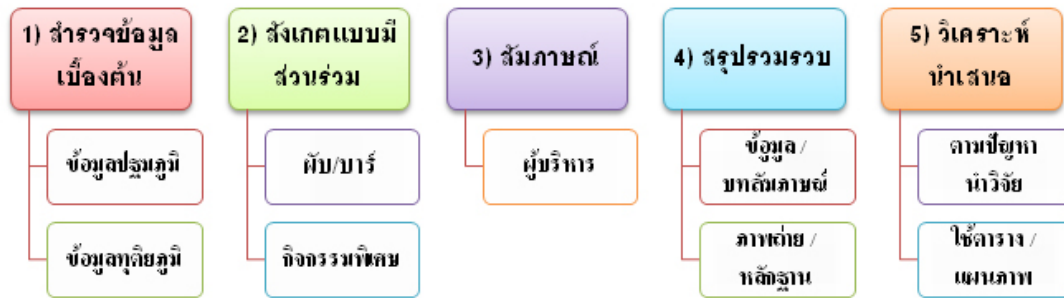 1) สำรวจข้อมูล
เบื้องต้น
ข้อมูลปฐมภูมิ
ข้อมูลทุติยภูมิ
2) สังเกตแบบมี
ส่วนร่วม
ผับ/บาร์
กิจกรรมพิเศษ
3) สัมภาษณ์
ผู้บริหาร
4) สรุปรวมรวบ
ข้อมูล /
บทสัมภาษณ์
ภาพถ่าย /
หลักฐาน
5) วิเคราะห์
นำเสนอ
ตามปัญหา
นำวิจัย
ใช้ตาราง /
แผนภาพ